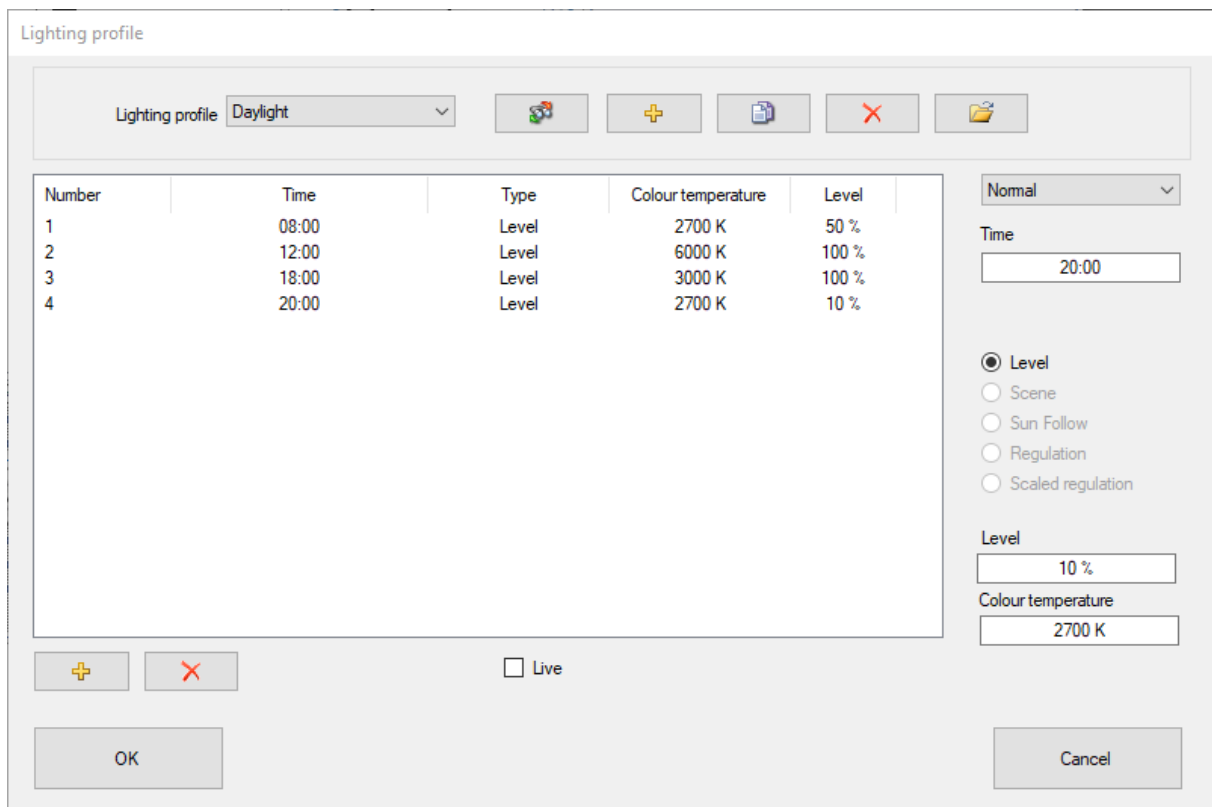 Lighting profile
Lighting profile Daylight
Number Time Type Colour temperature Level
1 08:00 Level 2700 K 50 %
2 12:00 Level 6000 K 100 %
3 18:00 Level 3000 K 100 %
4 20:00 Level 2700 K 10 %
Normal
Time
20:00
Level
Scene
Sun Follow
Regulation
Scaled regulation
Level
10 %
Colour temperature
2700 K
Live
OK Cancel